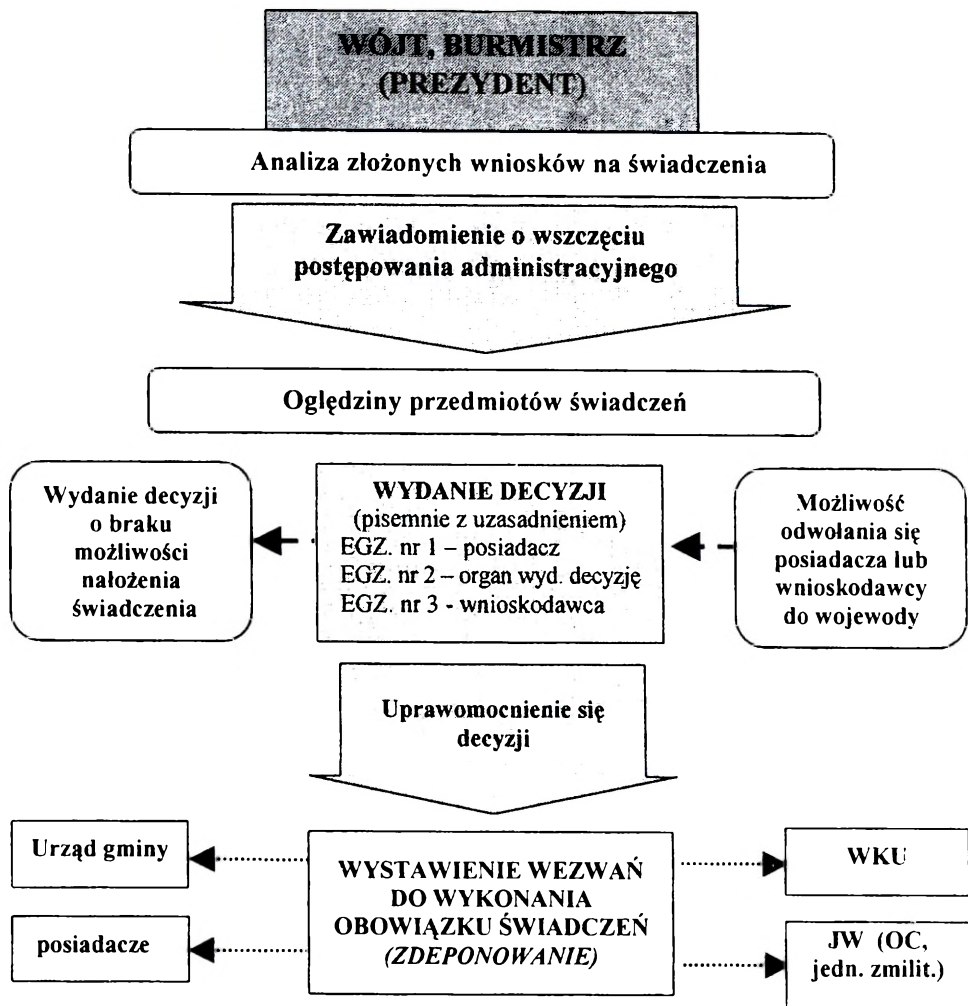 WÓJT, BURMISTRZ
(PREZYDENT)
Analiza złożonych wniosków na świadczenia
Zawiadomienie o wszczęciu
postępowania administracyjnego
Oględziny przedmiotów świadczeń
Wydanie decyzji
o braku
możliwości
nałożenia
świadczenia
WYDANIE DECYZJI
(pisemnie z uzasadnieniem)
EGZ. nr 1 – posiadacz
EGZ. nr 2 – organ wyd. decyzję
EGZ. nr 3 - wnioskodawca
Możliwość
odwołania się
posiadacza lub
wnioskodawcy
do wojewody
Uprawomocnienie się
decyzji
Urząd gminy
posiadacze
WYSTAWIENIE WEZWAŃ
DO WYKONANIA
OBOWIĄZKU ŚWIADCZEŃ
(ZDEPONOWANIE)
WKU
JW (OC,
jedn. zmilit.)